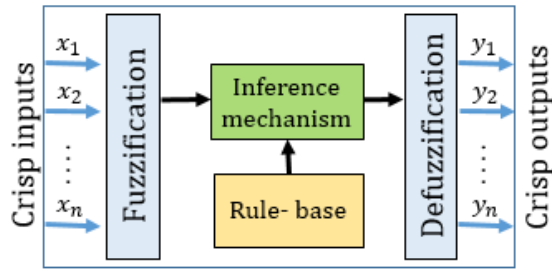 Crisp inputs
x₁
x₂
.....
xₙ
Fuzzification
Inference
mechanism
Rule- base
Defuzzification
y₁
y₂
.....
yₙ
Crisp outputs